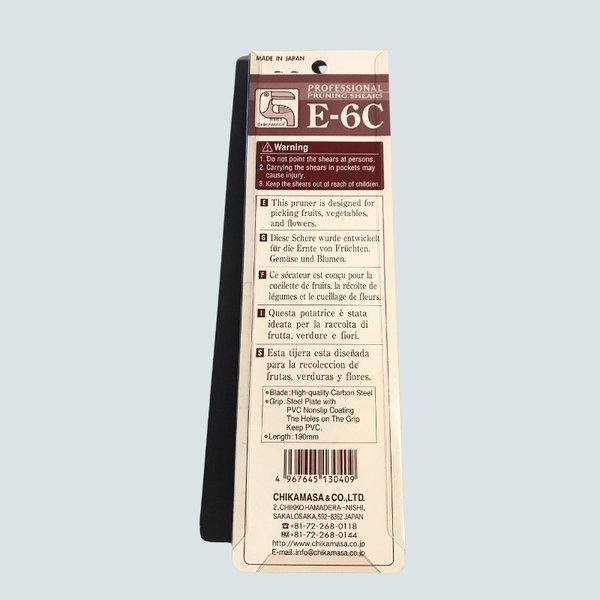 MADE IN JAPAN
CHIKAMASA
PROFESSIONAL
PRUNING SHEARS
E-6C
Warning
1. Do not point the shears at persons.
2. Carrying the shears in pockets may
cause injury.
3. Keep the shears out of reach of children.
E This pruner is designed for
picking fruits, vegetables,
and flowers.
G Diese Schere wurde entwickelt
für die Ernte von Früchten,
Gemüse und Blumen.
F Ce sécateur est conçu pour la
cueilette de fruits, la récolte de
légumes et le cueillage de fleurs.
I Questa potatrice è stata
ideata per la raccolta di
frutta, verdure e fiori.
S Esta tijera esta diseñada
para la recoleccion de
frutas, verduras y flores.
•Blade:High-quality Carbon Steel
•Grip:Steel Plate with
PVC Nonslip Coating
The Holes on The Grip
Keep PVC.
•Length:190mm
4 967645 130409
CHIKAMASA & CO.,LTD.
2,CHIKKOHAMADERA-NISHI,
SAKAI,OSAKA,592-8352 JAPAN
☎+81-72-268-0118
FAX+81-72-268-0144
http://www.chikamasa.co.jp
E-mail:info@chikamasa.co.jp